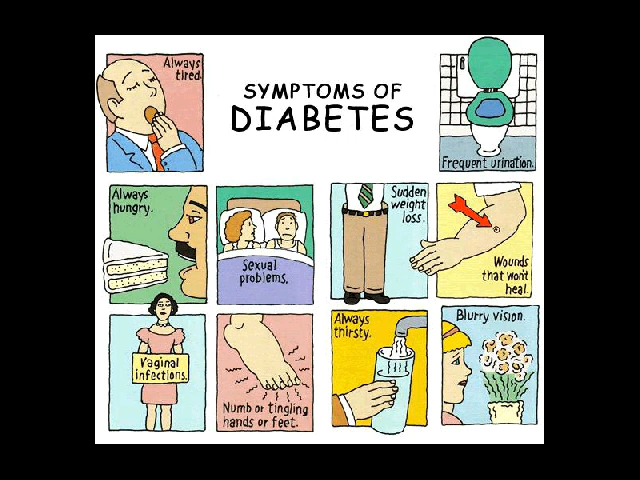 Always
tired.
SYMPTOMS OF
DIABETES
Frequent urination.
Always
hungry.
Sexual
problems.
Sudden
weight
loss.
Wounds
that won't
heal.
Vaginal
infections.
Numb or tingling
hands or feet.
Always
thirsty.
Blurry vision.